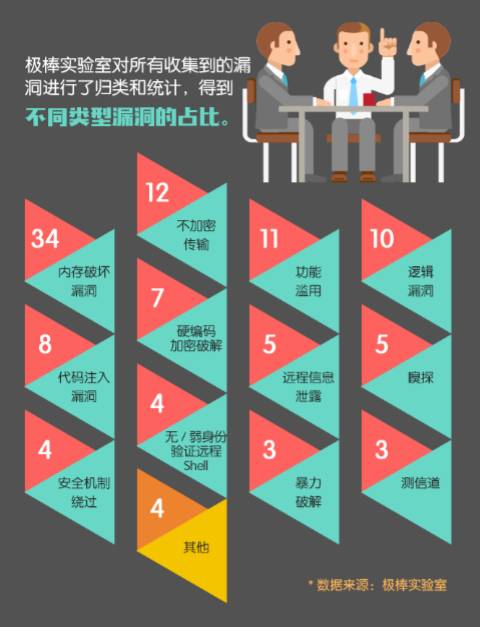 极棒实验室对所有收集到的漏
洞进行了归类和统计，得到
不同类型漏洞的占比。
34
内存破坏
漏洞
12
不加密
传输
11
功能
滥用
10
逻辑
漏洞
8
代码注入
漏洞
7
硬编码
加密破解
5
远程信息
泄露
5
嗅探
4
安全机制
绕过
4
无/弱身份
验证远程
Shell
3
暴力
破解
3
测信道
4
其他
*数据来源：极棒实验室